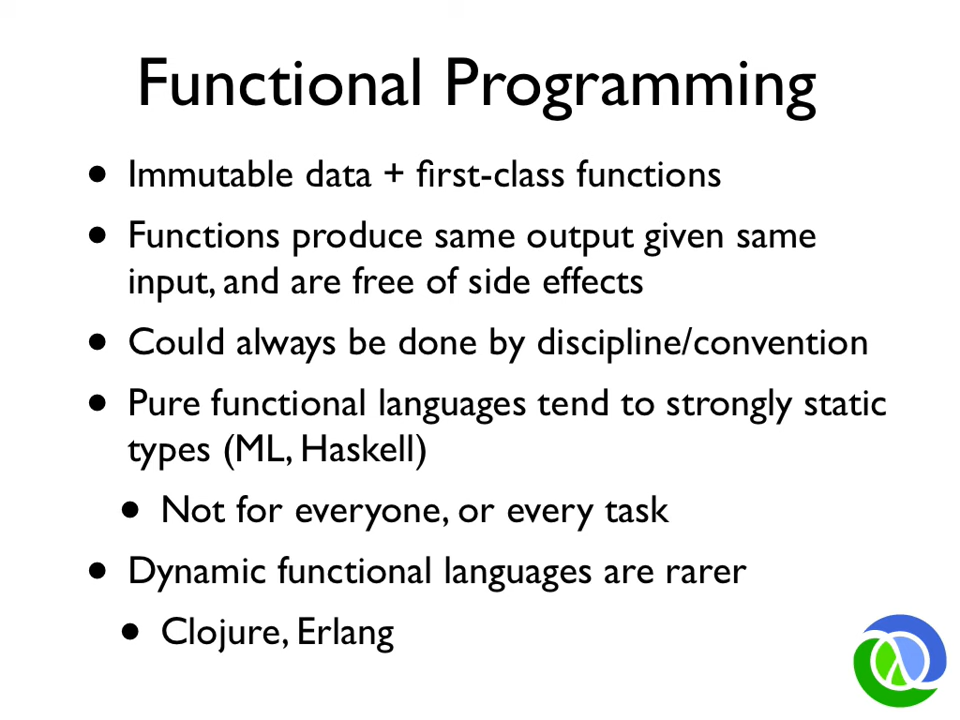 Functional Programming
• Immutable data + first-class functions
• Functions produce same output given same
input, and are free of side effects
• Could always be done by discipline/convention
• Pure functional languages tend to strongly static
types (ML, Haskell)
• Not for everyone, or every task
• Dynamic functional languages are rarer
• Clojure, Erlang
λ